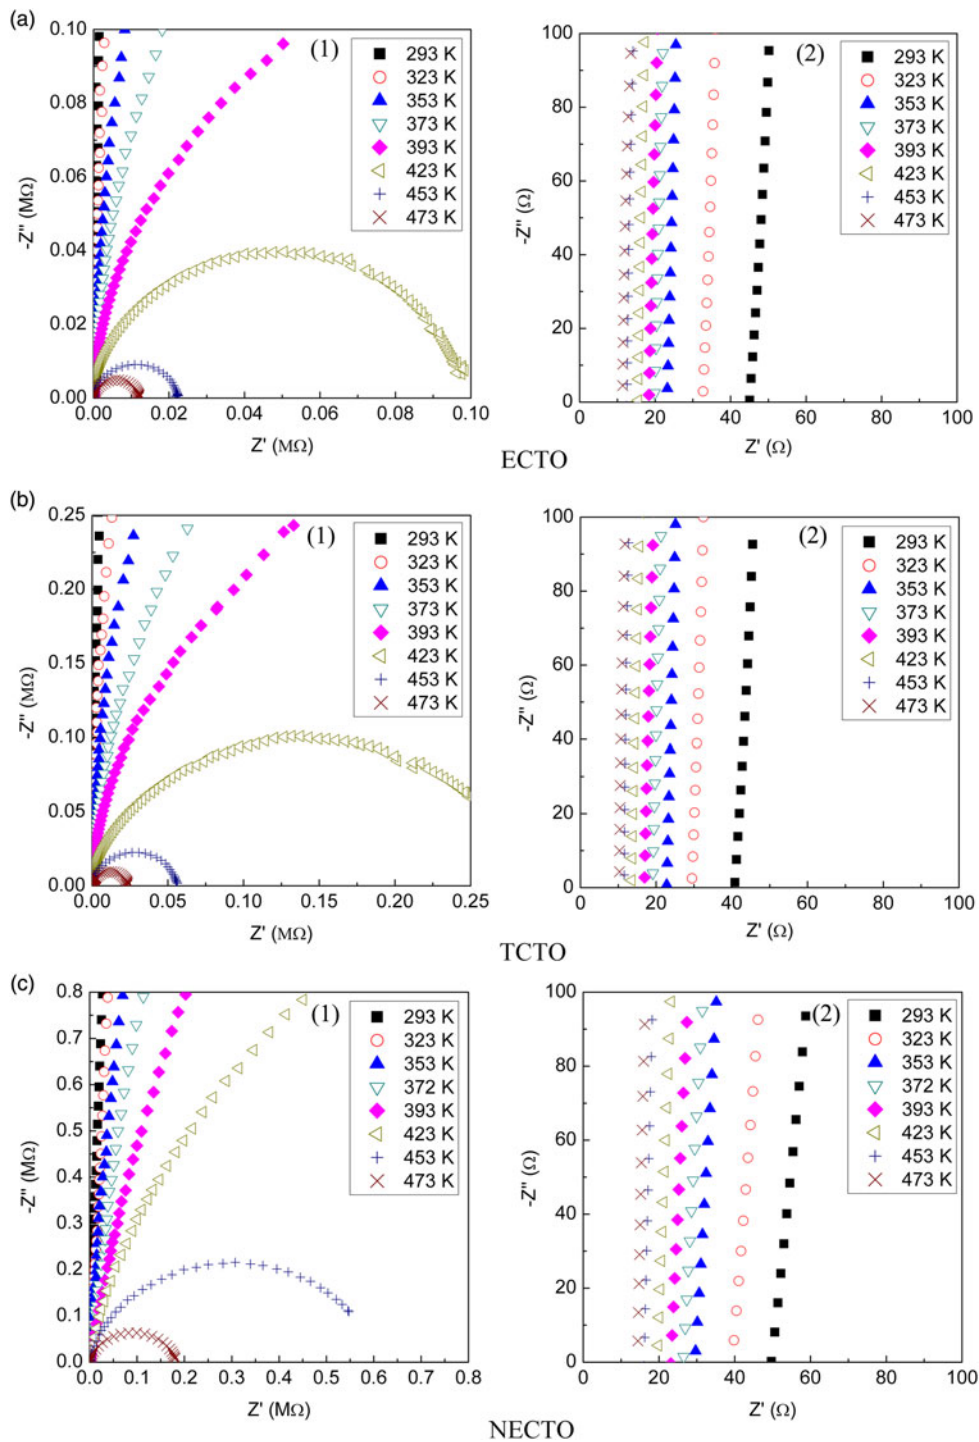 (a)
(1)
293 K
323 K
353 K
373 K
393 K
423 K
453 K
473 K
-Z'' (MΩ)
0.10
0.08
0.06
0.04
0.02
0.00
0.00 0.02 0.04 0.06 0.08 0.10
Z' (MΩ)
(2)
293 K
323 K
353 K
373 K
393 K
423 K
453 K
473 K
-Z'' (Ω)
100
80
60
40
20
0
0 20 40 60 80 100
Z' (Ω)
ECTO
(b)
(1)
293 K
323 K
353 K
373 K
393 K
423 K
453 K
473 K
-Z'' (MΩ)
0.25
0.20
0.15
0.10
0.05
0.00
0.00 0.05 0.10 0.15 0.20 0.25
Z' (MΩ)
(2)
293 K
323 K
353 K
373 K
393 K
423 K
453 K
473 K
-Z'' (Ω)
100
80
60
40
20
0
0 20 40 60 80 100
Z' (Ω)
TCTO
(c)
(1)
293 K
323 K
353 K
372 K
393 K
423 K
453 K
473 K
-Z'' (MΩ)
0.8
0.7
0.6
0.5
0.4
0.3
0.2
0.1
0.0
0.0 0.1 0.2 0.3 0.4 0.5 0.6 0.7 0.8
Z' (MΩ)
(2)
293 K
323 K
353 K
372 K
393 K
423 K
453 K
473 K
-Z'' (Ω)
100
80
60
40
20
0
0 20 40 60 80 100
Z' (Ω)
NECTO